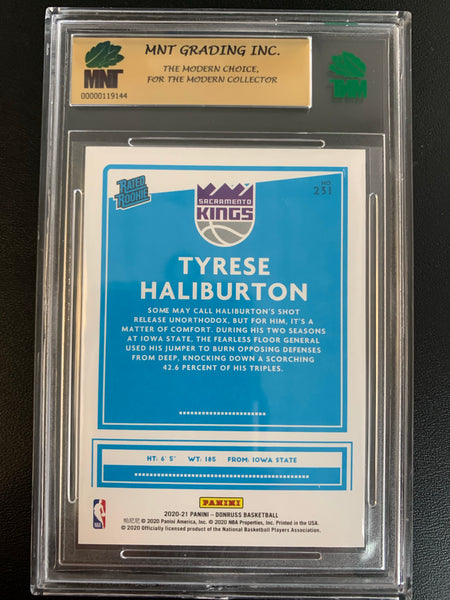 MNT GRADING INC.
THE MODERN CHOICE,
FOR THE MODERN COLLECTOR
MNT
00000119144
RATED
ROOKIE
SACRAMENTO
KINGS
NO.
231
TYRESE
HALIBURTON
SOME MAY CALL HALIBURTON'S SHOT
RELEASE UNORTHODOX, BUT FOR HIM, IT'S A
MATTER OF COMFORT. DURING HIS TWO SEASONS
AT IOWA STATE, THE FEARLESS FLOOR GENERAL
USED HIS JUMPER TO BURN OPPOSING DEFENSES
FROM DEEP, KNOCKING DOWN A SCORCHING
42.6 PERCENT OF HIS TRIPLES.
HT: 6' 5" WT: 185 FROM: IOWA STATE
PANINI
2020-21 PANINI – DONRUSS BASKETBALL
帕尼尼 © 2020 Panini America, Inc. © 2020 NBA Properties, Inc. Printed in the USA.
© 2020 Officially licensed product of the National Basketball Players Association.
NBA